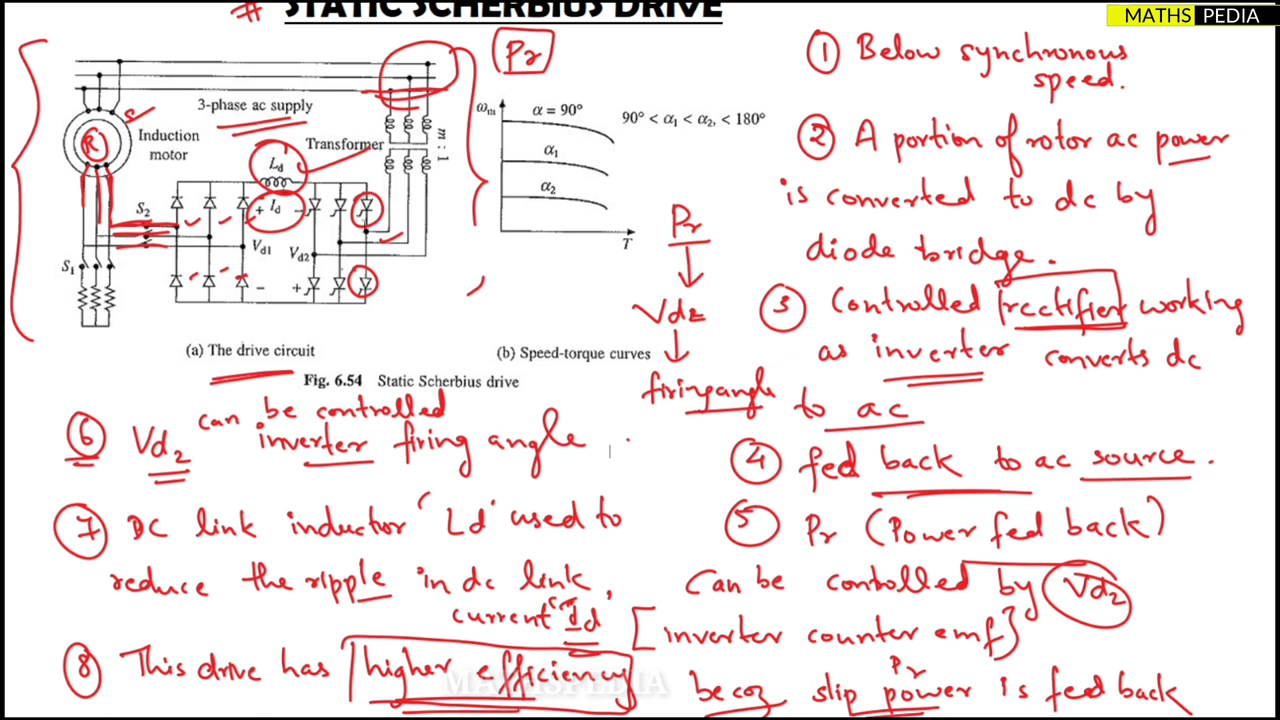 # STATIC SCHERBIUS DRIVE
MATHS PEDIA
Pr
3-phase ac supply
S
R
Induction
motor
Transformer
m : 1
Ld
Id
S2
+
−
Vd1
Vd2
S1
−
+
(a) The drive circuit
ωm
α = 90°
90° < α1 < α2, < 180°
α1
α2
T
(b) Speed-torque curves
Fig. 6.54 Static Scherbius drive
Pr
↓
Vd2
↓
firing angle
① Below synchronous
speed.
② A portion of rotor ac power
is converted to dc by
diode bridge.
③ Controlled rectifier working
as inverter converts dc
to ac
④ fed back to ac source.
⑤ Pr (Power fed back)
Can be controlled by Vd2
[inverter counter emf}
⑥ Vd2 can be controlled
inverter firing angle
⑦ DC link inductor 'Ld' used to
reduce the ripple in dc link,
current "Id
⑧ This drive has higher efficiency
becoz slip power is fed back
Pr
MATHSPEDIA